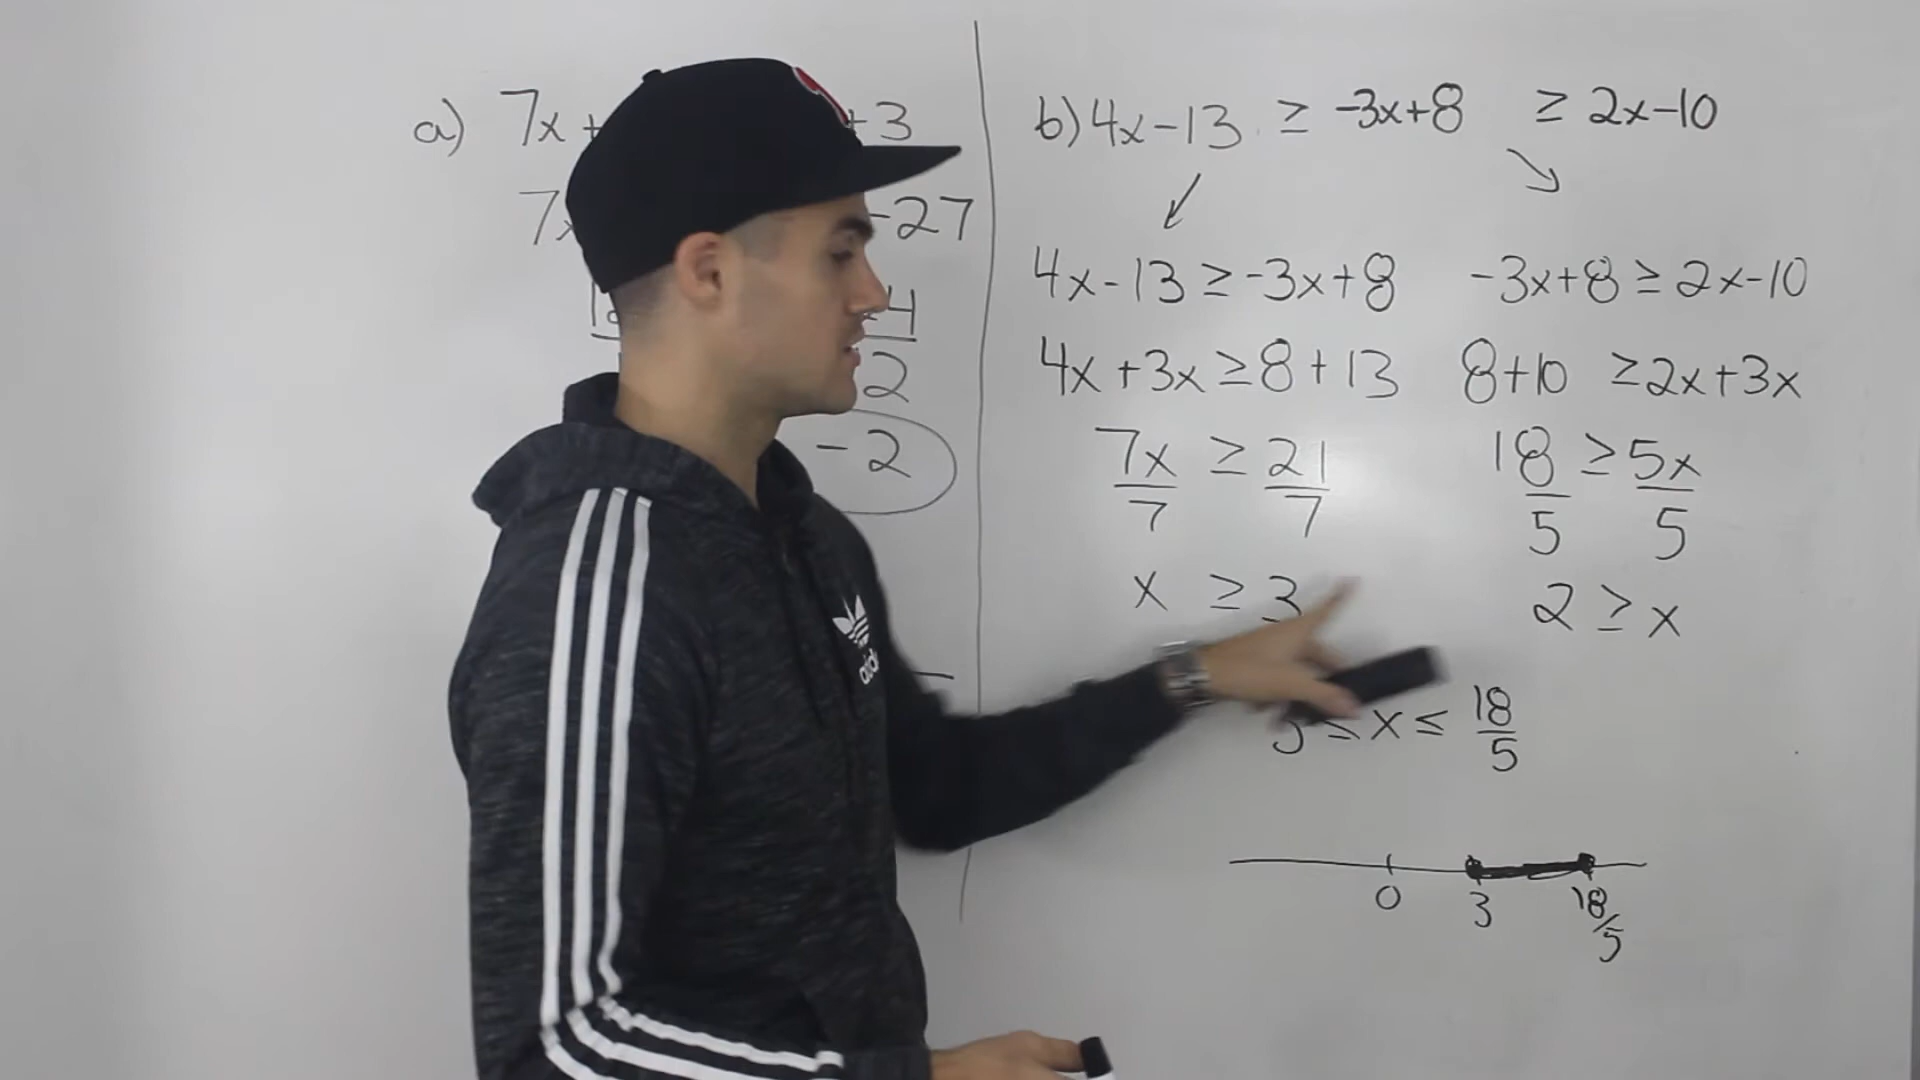 a) 7x + +3
7x -27
-4
2
-2
b) 4x-13 ≥ -3x+8 ≥ 2x-10
4x-13 ≥ -3x+8 -3x+8 ≥ 2x-10
4x+3x ≥ 8+13 8+10 ≥ 2x+3x
7x/7 ≥ 21/7 18/5 ≥ 5x/5
x ≥ 3 2 ≥ x
3 ≤ x ≤ 18/5
0 3 18/5
adidas